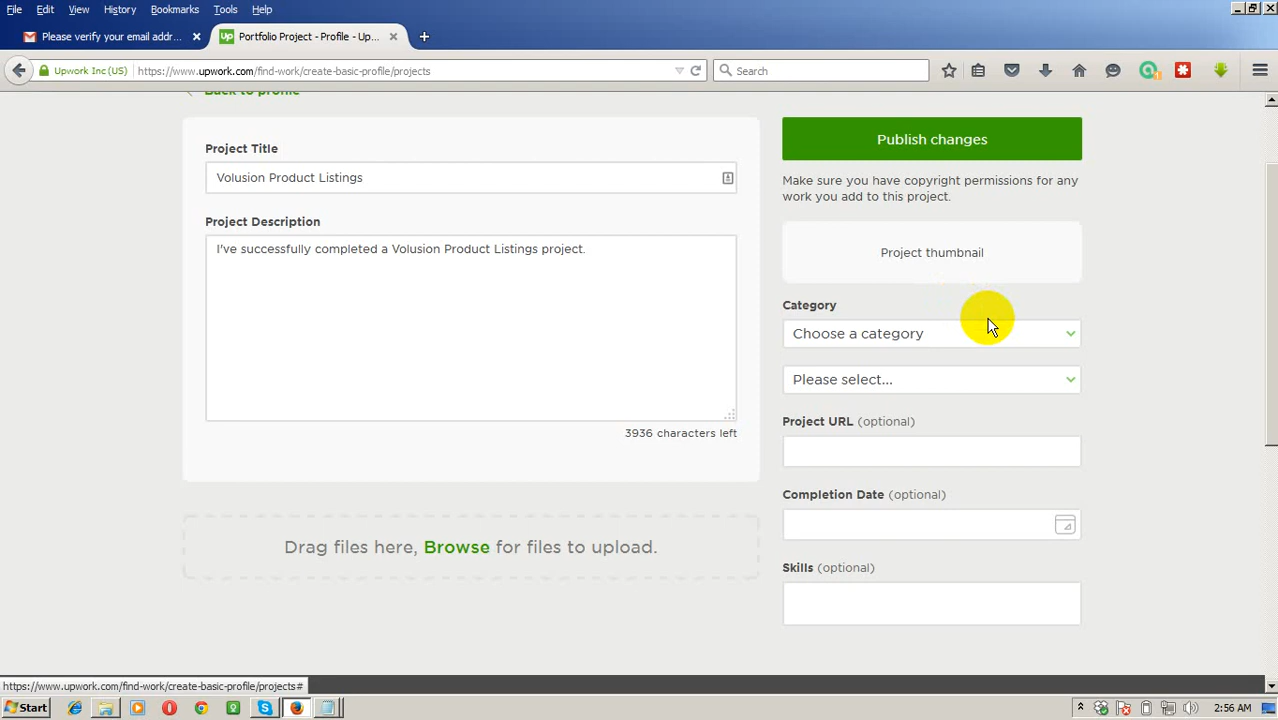 File Edit View History Bookmarks Tools Help
Please verify your email addr...
Portfolio Project - Profile - Up...
Upwork Inc (US) https://www.upwork.com/find-work/create-basic-profile/projects
Search
Back to profile
Project Title
Volusion Product Listings
Project Description
I've successfully completed a Volusion Product Listings project.
3936 characters left
Drag files here, Browse for files to upload.
Publish changes
Make sure you have copyright permissions for any
work you add to this project.
Project thumbnail
Category
Choose a category
Please select...
Project URL (optional)
Completion Date (optional)
Skills (optional)
https://www.upwork.com/find-work/create-basic-profile/projects#
Start
2:56 AM